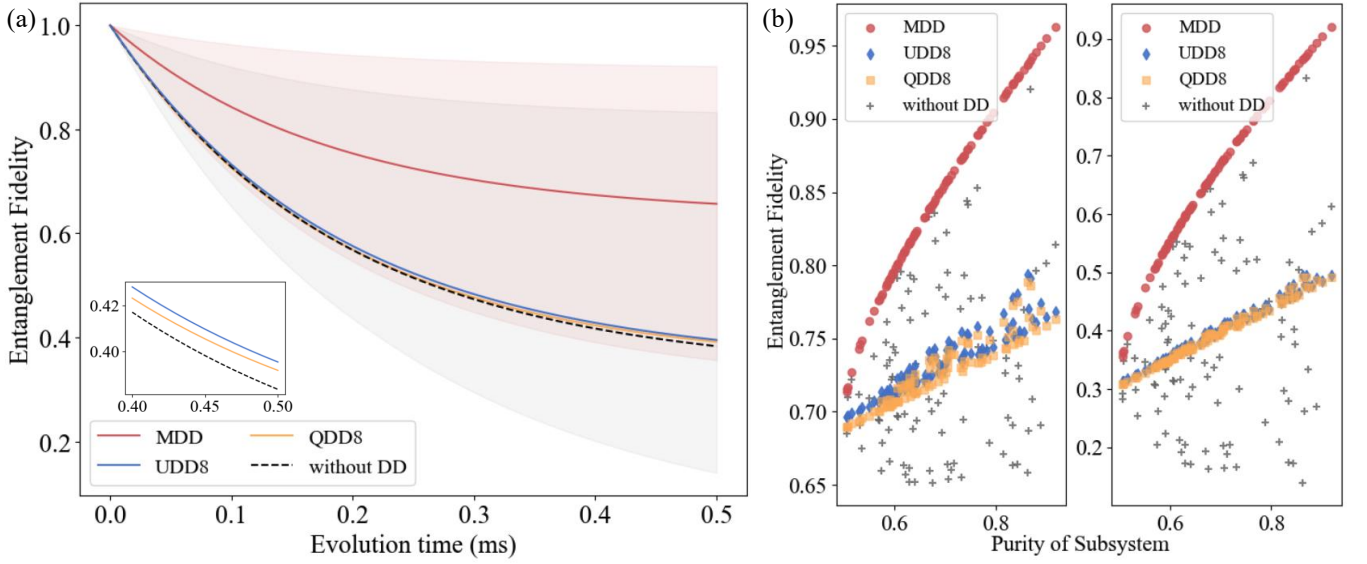 (a)
Entanglement Fidelity
1.0
0.8
0.6
0.4
0.2
0.42
0.40
0.40
0.45
0.50
MDD
UDD8
QDD8
without DD
0.0
0.1
0.2
0.3
0.4
0.5
Evolution time (ms)
(b)
Entanglement Fidelity
0.95
0.90
0.85
0.80
0.75
0.70
0.65
MDD
UDD8
QDD8
without DD
0.6
0.8
0.9
0.8
0.7
0.6
0.5
0.4
0.3
0.2
MDD
UDD8
QDD8
without DD
0.6
0.8
Purity of Subsystem